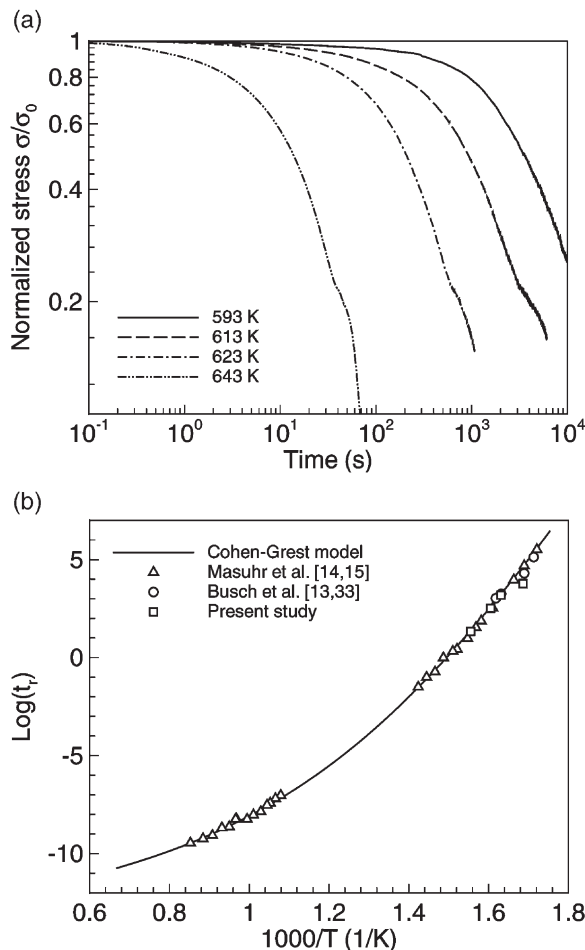 (a)
1
0.8
0.6
0.4
0.2
Normalized stress σ/σ0
593 K
613 K
623 K
643 K
10-1 100 101 102 103 104
Time (s)
(b)
5
0
-5
-10
Log(tr)
Cohen-Grest model
Masuhr et al. [14,15]
Busch et al. [13,33]
Present study
0.6 0.8 1 1.2 1.4 1.6 1.8
1000/T (1/K)